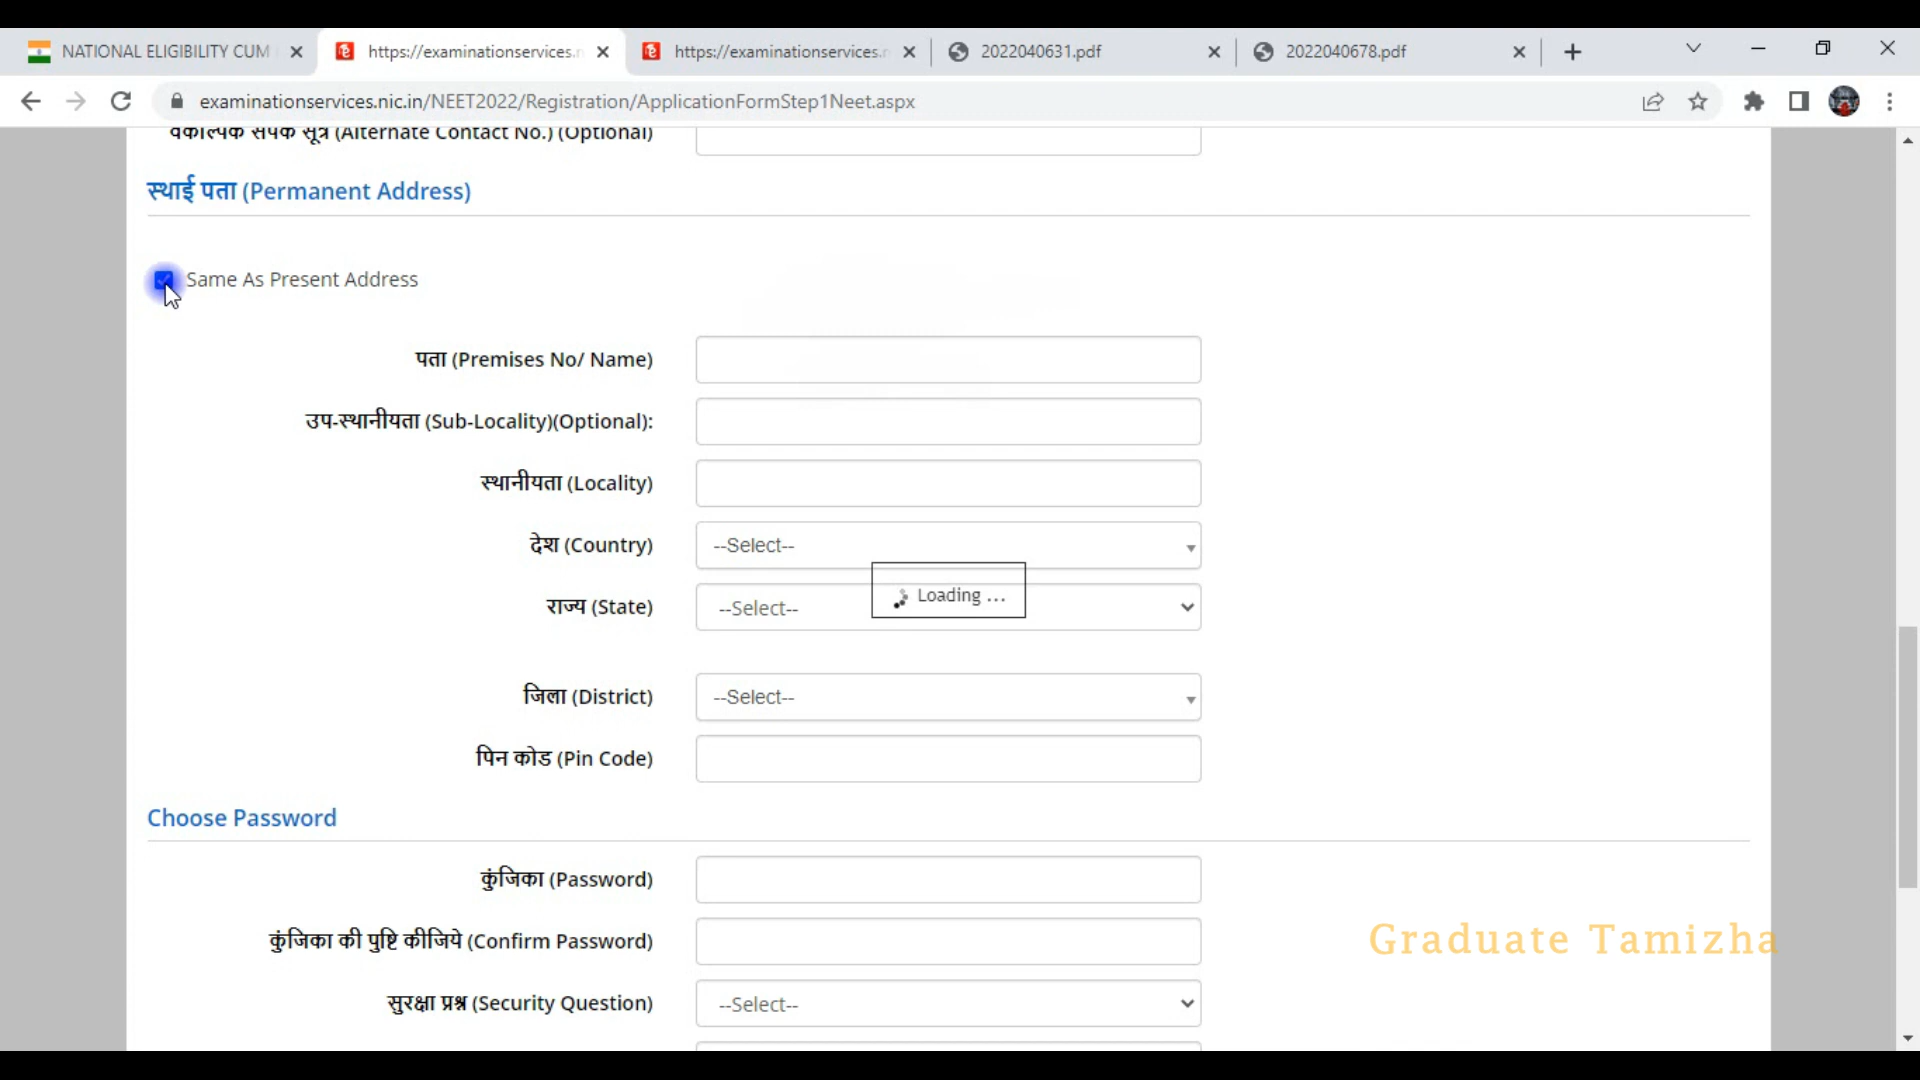 NATIONAL ELIGIBILITY CUM
https://examinationservices.n
https://examinationservices.n
2022040631.pdf
2022040678.pdf
examinationservices.nic.in/NEET2022/Registration/ApplicationFormStep1Neet.aspx
वैकल्पिक संपर्क सूत्र (Alternate Contact No.) (Optional)
स्थाई पता (Permanent Address)
Same As Present Address
पता (Premises No/ Name)
उप-स्थानीयता (Sub-Locality)(Optional):
स्थानीयता (Locality)
देश (Country)
--Select--
Loading ...
राज्य (State)
--Select--
जिला (District)
--Select--
पिन कोड (Pin Code)
Choose Password
कुंजिका (Password)
कुंजिका की पुष्टि कीजिये (Confirm Password)
Graduate Tamizha
सुरक्षा प्रश्न (Security Question)
--Select--